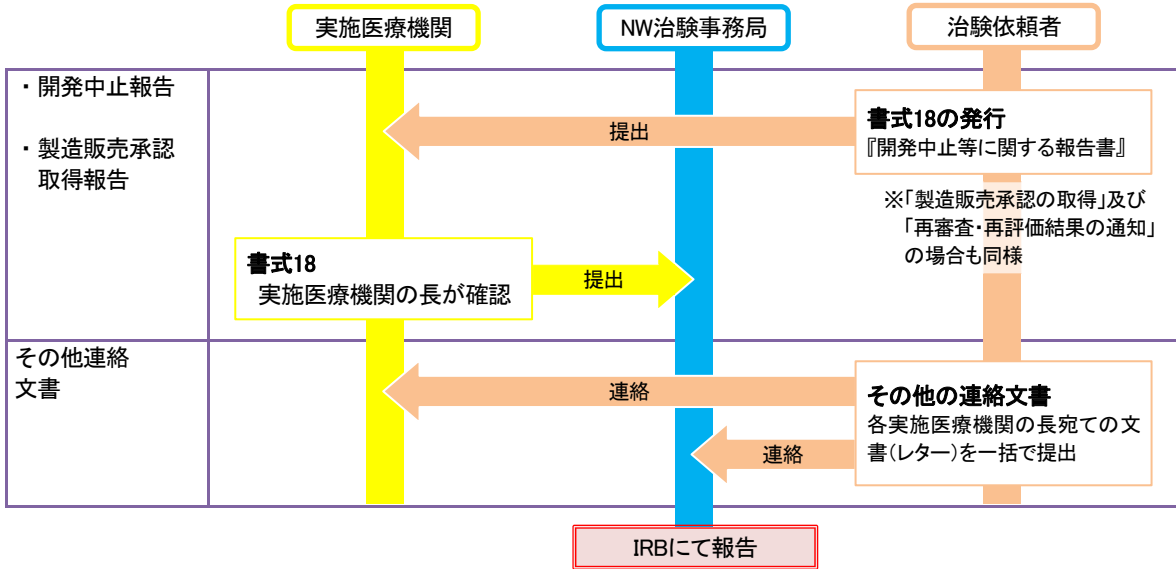 実施医療機関
NW治験事務局
治験依頼者
・開発中止報告
・製造販売承認
取得報告
提出
書式18の発行
『開発中止等に関する報告書』
※「製造販売承認の取得」及び
「再審査・再評価結果の通知」
の場合も同様
書式18
実施医療機関の長が確認
提出
その他連絡
文書
連絡
その他の連絡文書
各実施医療機関の長宛ての文
書(レター)を一括で提出
連絡
IRBにて報告